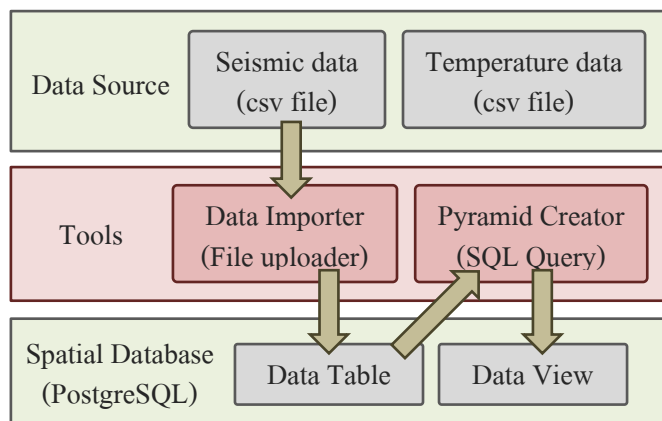 Data Source
Seismic data
(csv file)
Temperature data
(csv file)
Tools
Data Importer
(File uploader)
Pyramid Creator
(SQL Query)
Spatial Database
(PostgreSQL)
Data Table
Data View